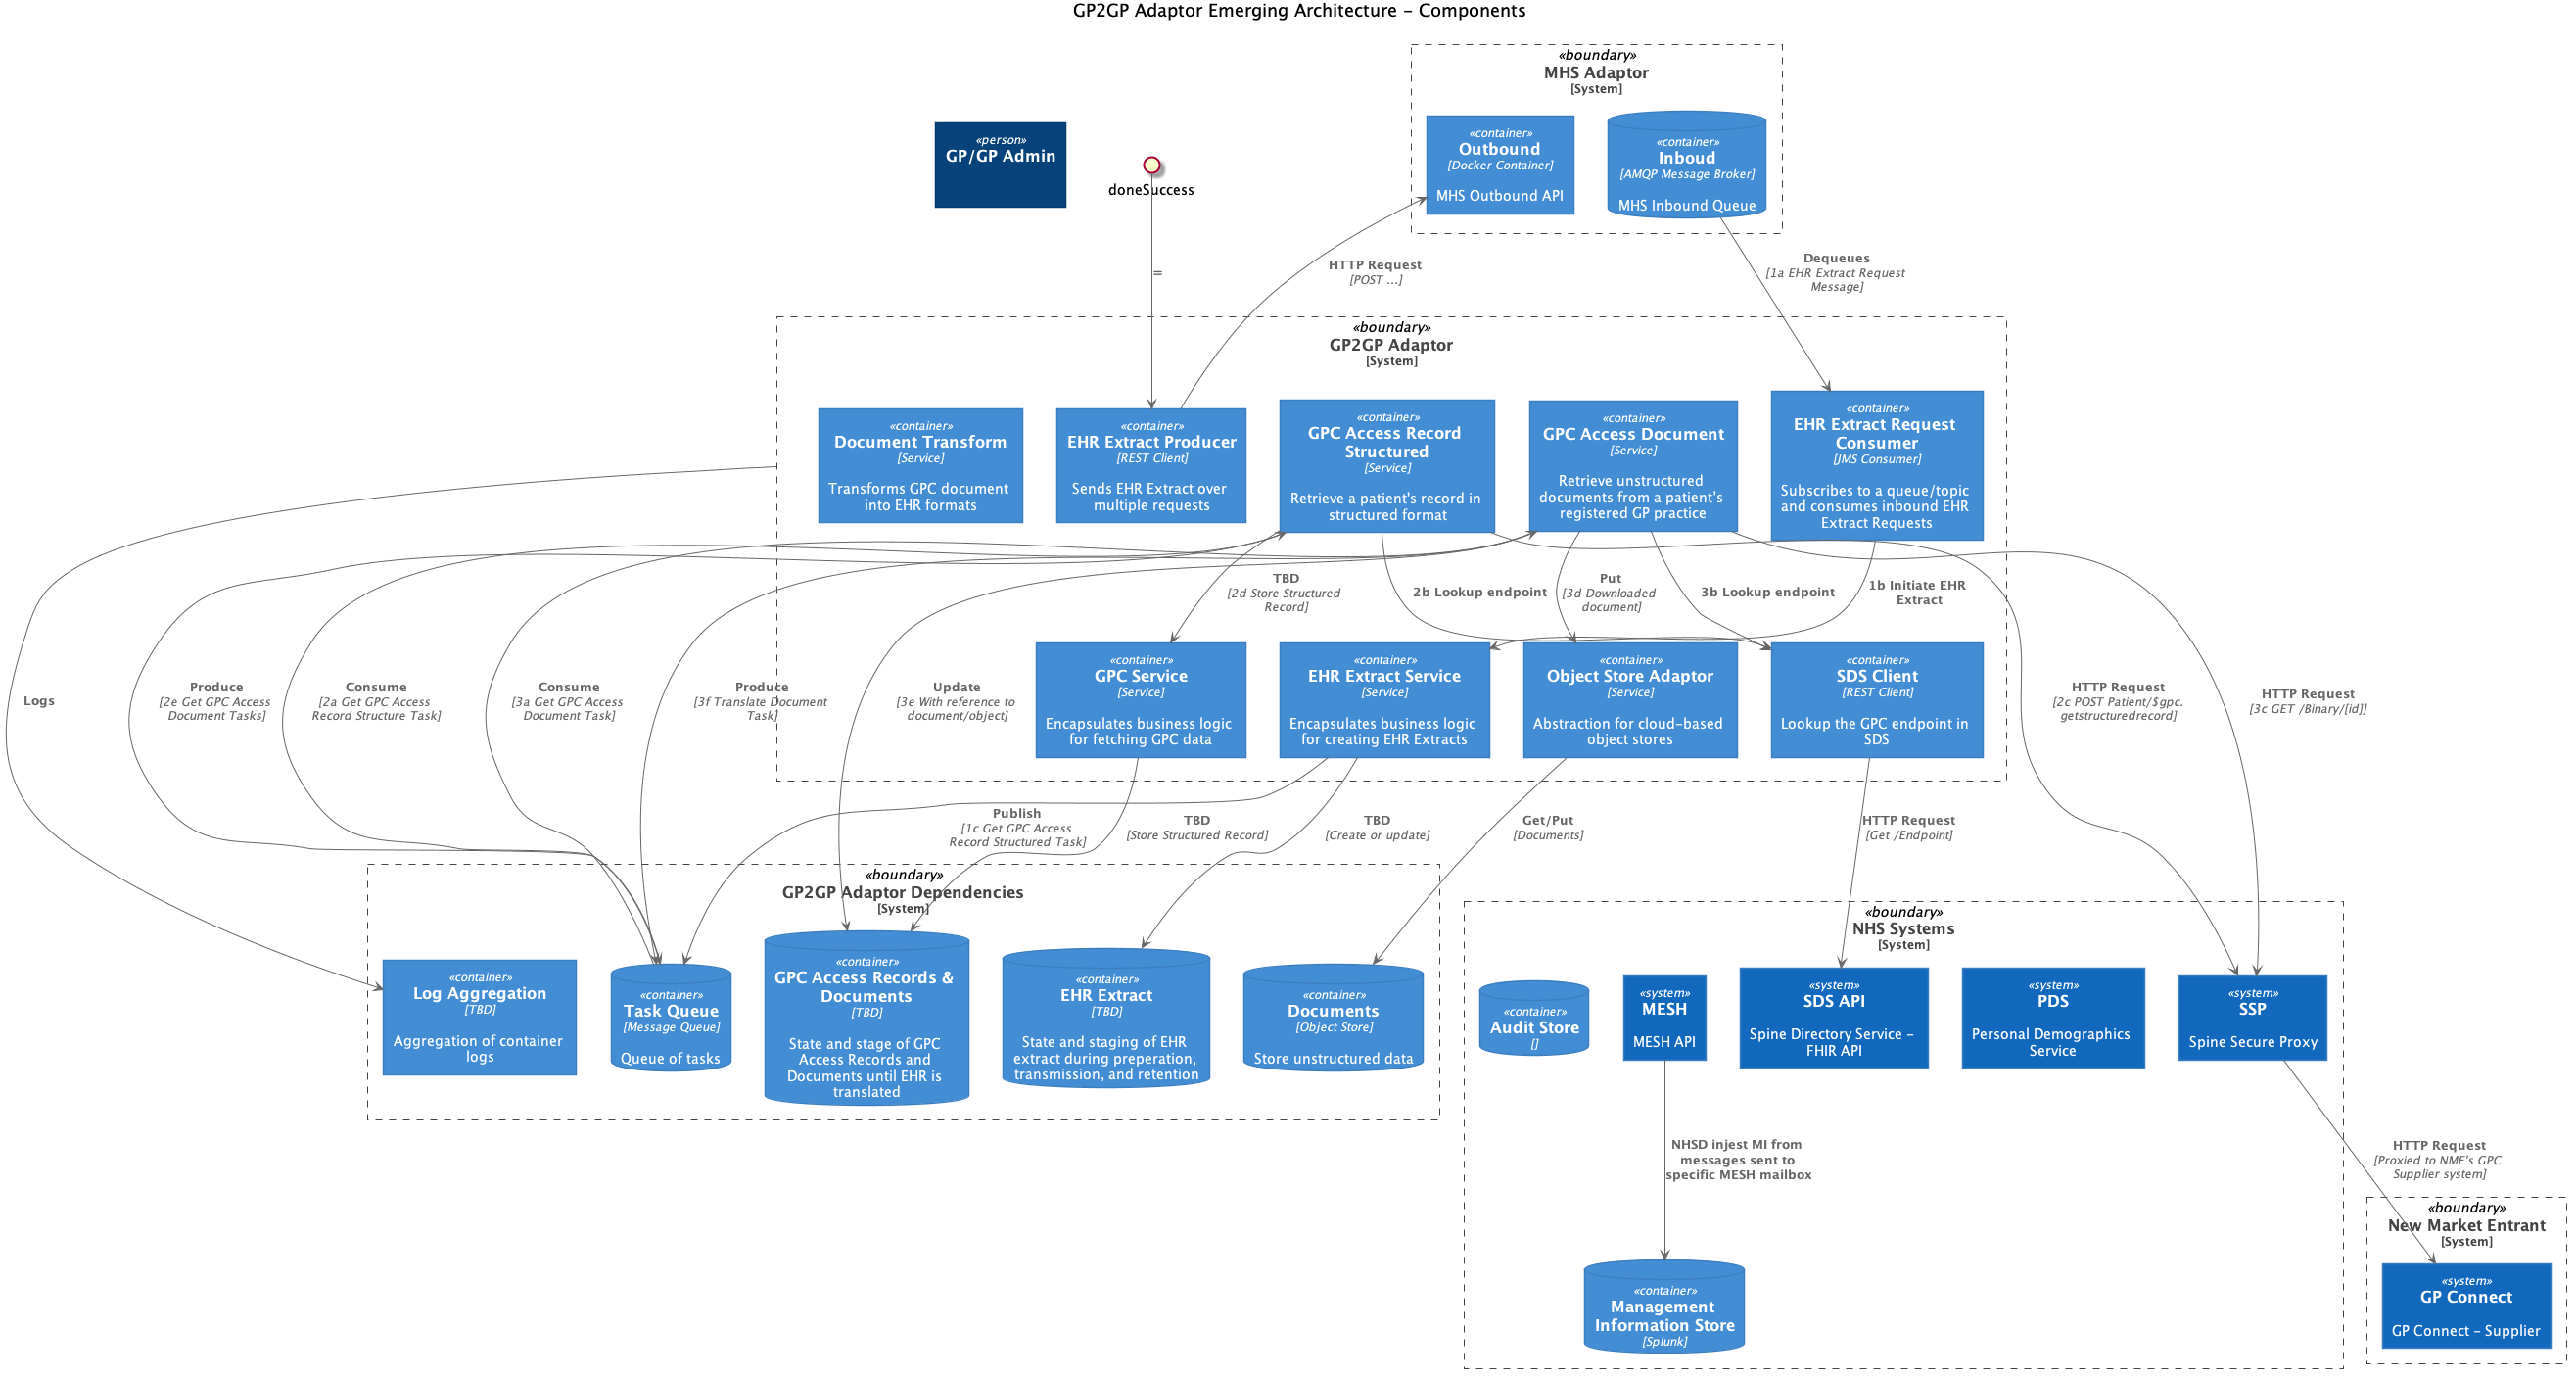 GP2GP Adaptor Emerging Architecture – Components
«boundary»
MHS Adaptor
[System]
«container»
Outbound
[Docker Container]
MHS Outbound API
«container»
Inboud
[AMQP Message Broker]
MHS Inbound Queue
«person»
GP/GP Admin
doneSuccess
=
HTTP Request
[POST ...]
Dequeues
[1a EHR Extract Request
Message]
«boundary»
GP2GP Adaptor
[System]
«container»
Document Transform
[Service]
Transforms GPC document
into EHR formats
«container»
EHR Extract Producer
[REST Client]
Sends EHR Extract over
multiple requests
«container»
GPC Access Record
Structured
[Service]
Retrieve a patient's record in
structured format
«container»
GPC Access Document
[Service]
Retrieve unstructured
documents from a patient's
registered GP practice
«container»
EHR Extract Request
Consumer
[JMS Consumer]
Subscribes to a queue/topic
and consumes inbound EHR
Extract Requests
TBD
[2d Store Structured
Record]
2b Lookup endpoint
Put
[3d Downloaded
document]
3b Lookup endpoint
1b Initiate EHR
Extract
Logs
Produce
[2e Get GPC Access
Document Tasks]
Consume
[2a Get GPC Access
Record Structure Task]
Consume
[3a Get GPC Access
Document Task]
Produce
[3f Translate Document
Task]
Update
[3e With reference to
document/object]
«container»
GPC Service
[Service]
Encapsulates business logic
for fetching GPC data
«container»
EHR Extract Service
[Service]
Encapsulates business logic
for creating EHR Extracts
«container»
Object Store Adaptor
[Service]
Abstraction for cloud-based
object stores
«container»
SDS Client
[REST Client]
Lookup the GPC endpoint in
SDS
HTTP Request
[2c POST Patient/$gpc.
getstructuredrecord]
HTTP Request
[3c GET /Binary/[id]]
Publish
[1c Get GPC Access
Record Structured Task]
TBD
[Store Structured Record]
TBD
[Create or update]
Get/Put
[Documents]
HTTP Request
[Get /Endpoint]
«boundary»
GP2GP Adaptor Dependencies
[System]
«container»
Log Aggregation
[TBD]
Aggregation of container
logs
«container»
Task Queue
[Message Queue]
Queue of tasks
«container»
GPC Access Records &
Documents
[TBD]
State and stage of GPC
Access Records and
Documents until EHR is
translated
«container»
EHR Extract
[TBD]
State and staging of EHR
extract during preperation,
transmission, and retention
«container»
Documents
[Object Store]
Store unstructured data
«boundary»
NHS Systems
[System]
«container»
Audit Store
[]
«system»
MESH
MESH API
«system»
SDS API
Spine Directory Service –
FHIR API
«system»
PDS
Personal Demographics
Service
«system»
SSP
Spine Secure Proxy
NHSD injest MI from
messages sent to
specific MESH mailbox
HTTP Request
[Proxied to NME's GPC
Supplier system]
«container»
Management
Information Store
[Splunk]
«boundary»
New Market Entrant
[System]
«system»
GP Connect
GP Connect – Supplier